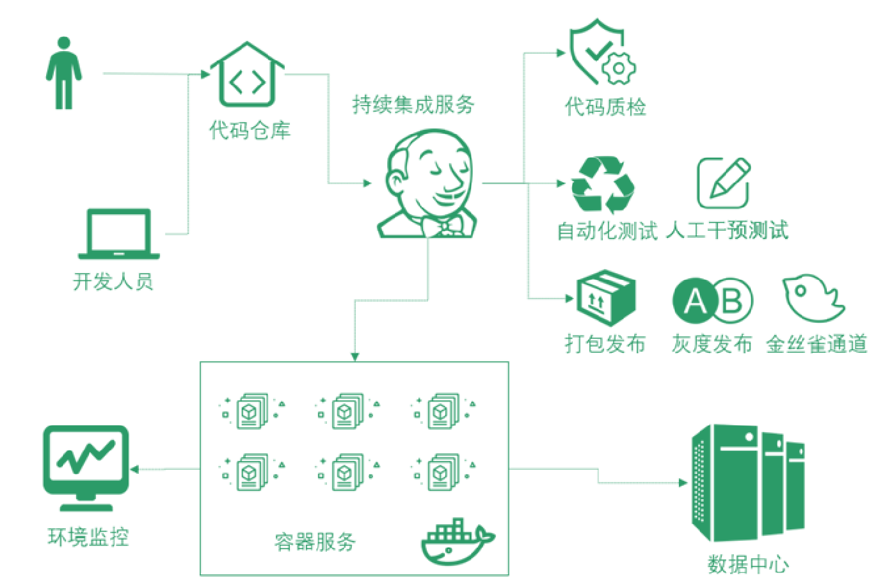 持续集成服务
代码仓库
代码质检
自动化测试 人工干预测试
开发人员
打包发布 灰度发布 金丝雀通道
A B
环境监控
容器服务
数据中心